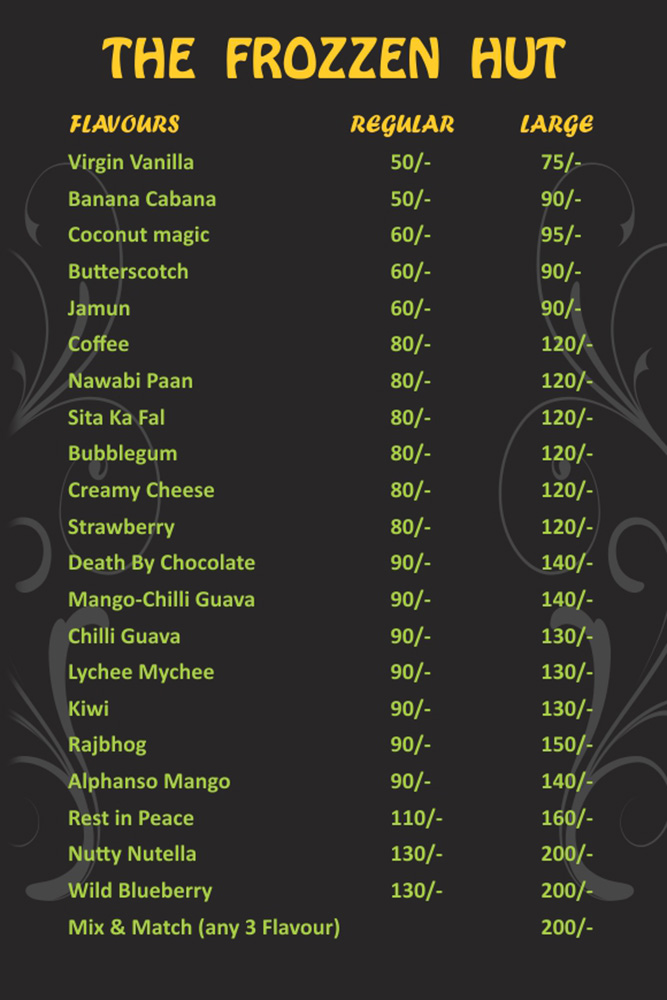 THE FROZZEN HUT
FLAVOURS REGULAR LARGE
Virgin Vanilla 50/- 75/-
Banana Cabana 50/- 90/-
Coconut magic 60/- 95/-
Butterscotch 60/- 90/-
Jamun 60/- 90/-
Coffee 80/- 120/-
Nawabi Paan 80/- 120/-
Sita Ka Fal 80/- 120/-
Bubblegum 80/- 120/-
Creamy Cheese 80/- 120/-
Strawberry 80/- 120/-
Death By Chocolate 90/- 140/-
Mango-Chilli Guava 90/- 140/-
Chilli Guava 90/- 130/-
Lychee Mychee 90/- 130/-
Kiwi 90/- 130/-
Rajbhog 90/- 150/-
Alphanso Mango 90/- 140/-
Rest in Peace 110/- 160/-
Nutty Nutella 130/- 200/-
Wild Blueberry 130/- 200/-
Mix & Match (any 3 Flavour) 200/-